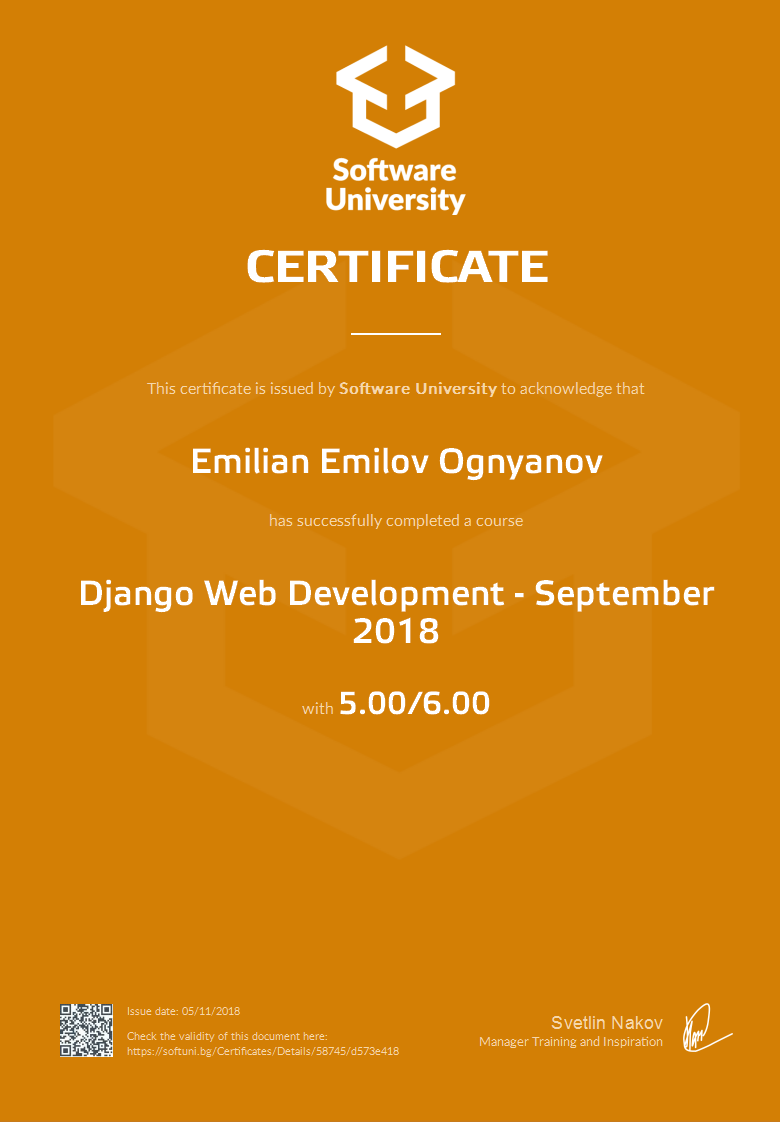 Software
University
CERTIFICATE
This certificate is issued by Software University to acknowledge that
Emilian Emilov Ognyanov
has successfully completed a course
Django Web Development - September
2018
with 5.00/6.00
Issue date: 05/11/2018
Check the validity of this document here:
https://softuni.bg/Certificates/Details/58745/d573e418
Svetlin Nakov
Manager Training and Inspiration